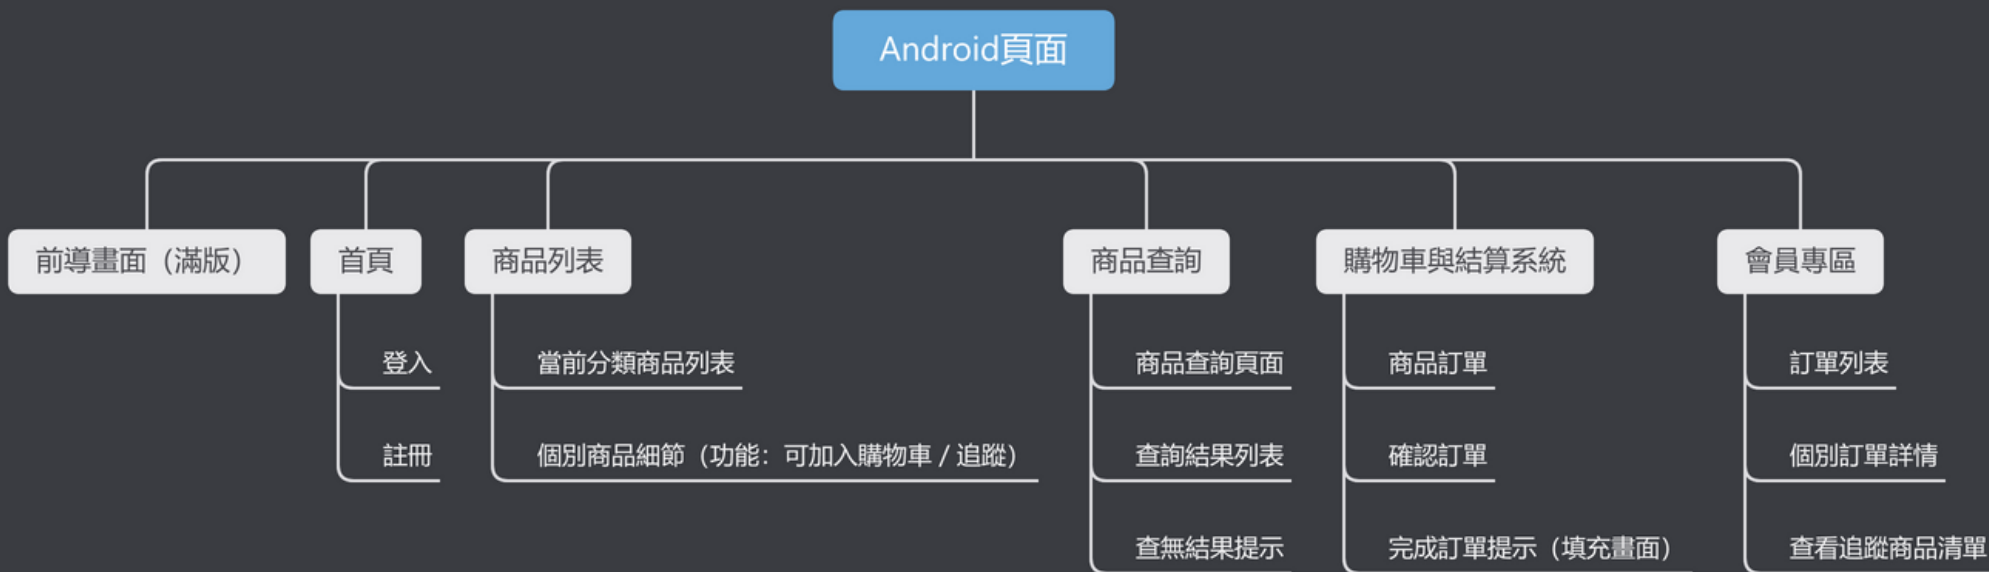 Android頁面
前導畫面（滿版）
首頁
商品列表
商品查詢
購物車與結算系統
會員專區
登入
當前分類商品列表
商品查詢頁面
商品訂單
訂單列表
註冊
個別商品細節（功能：可加入購物車 / 追蹤）
查詢結果列表
確認訂單
個別訂單詳情
查無結果提示
完成訂單提示（填充畫面）
查看追蹤商品清單